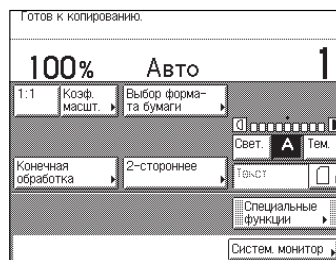 Готов к копированию.
100% Авто 1
1:1
Коэф.
масшт.
Выбор форма-
та бумаги
Свет. A Тем.
Конечная
обработка
2-стороннее
Текст
Специальные
функции
Систем. монитор